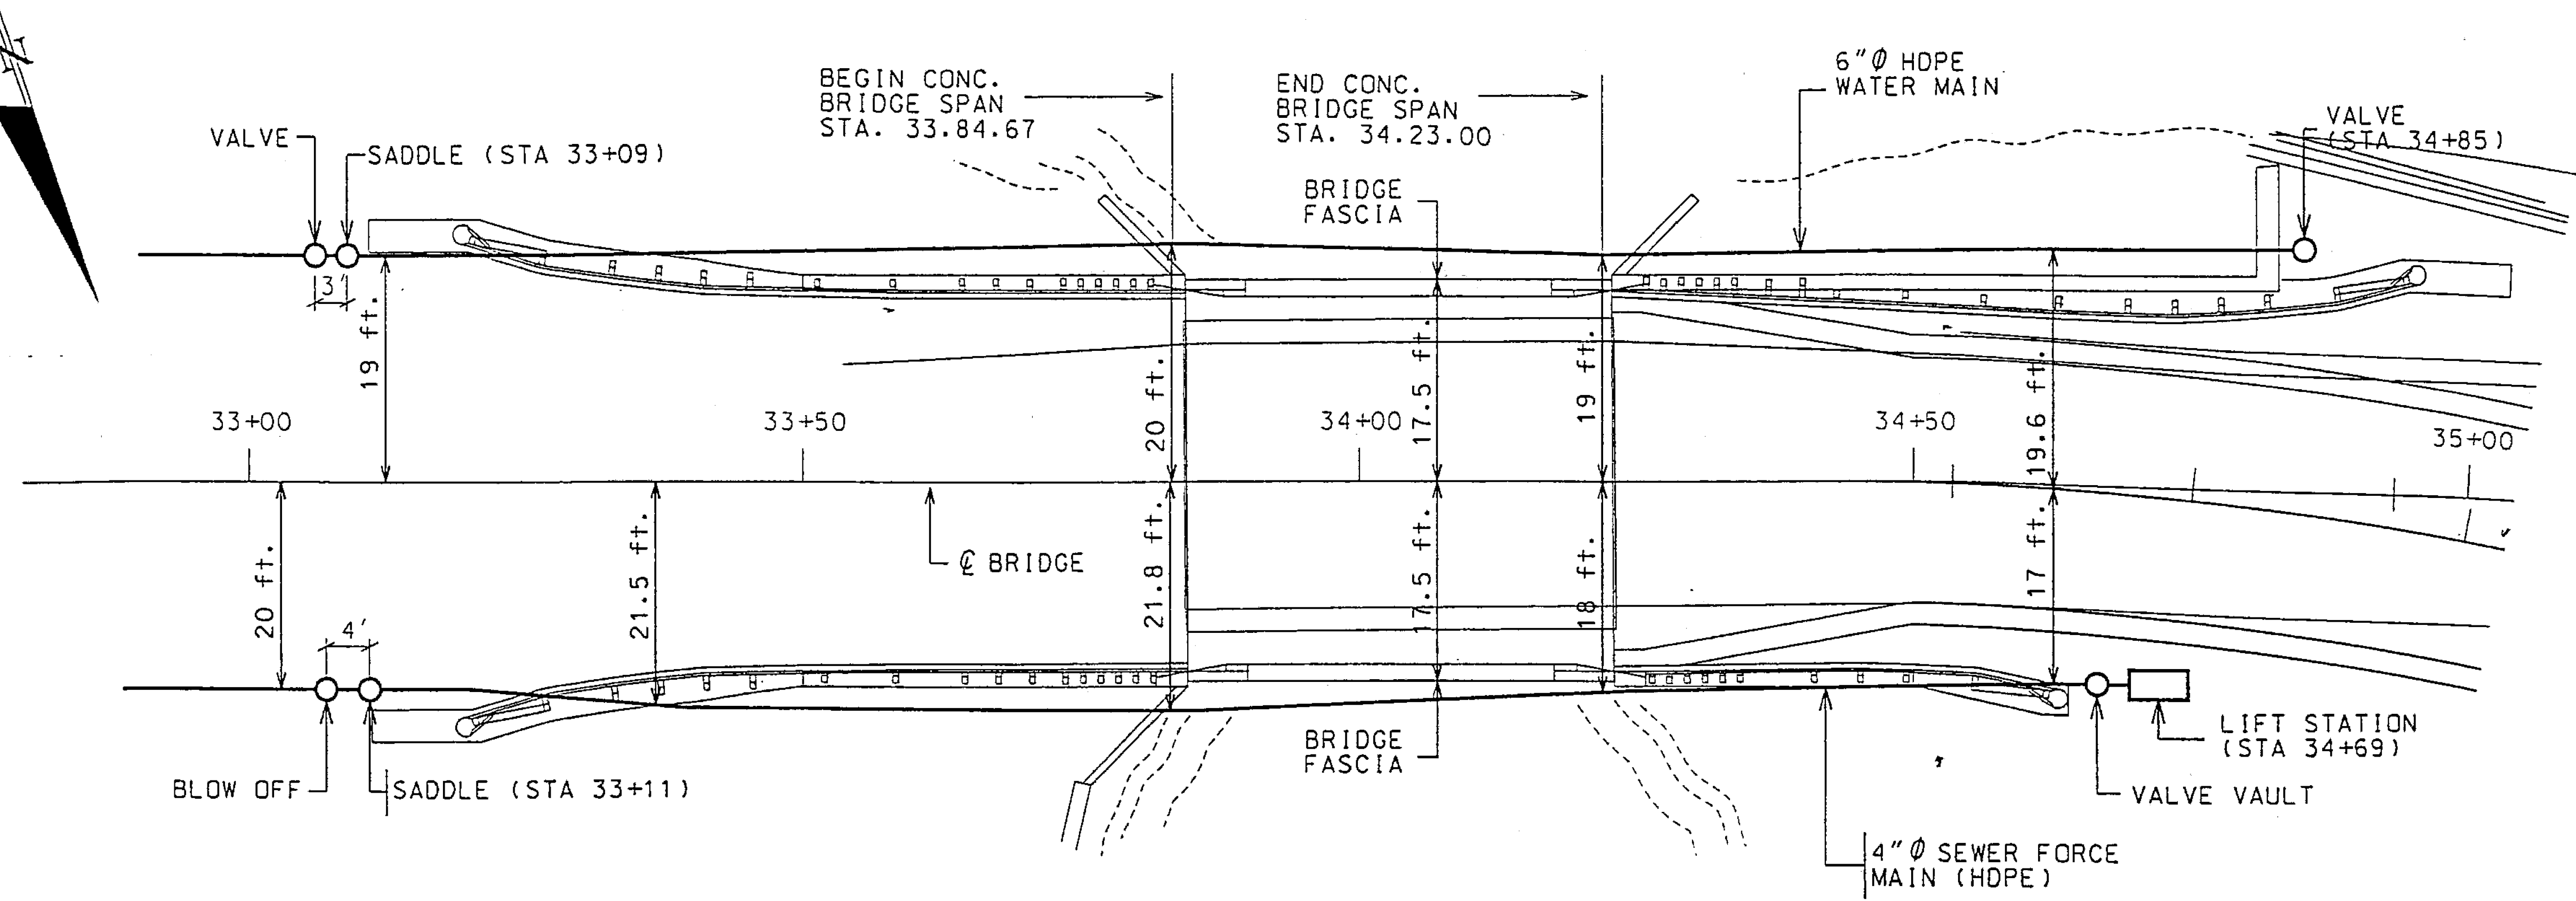 6"Ø HDPE
WATER MAIN
BEGIN CONC.
BRIDGE SPAN
STA. 33.84.67
END CONC.
BRIDGE SPAN
STA. 34.23.00
VALVE
(STA 34+85)
VALVE
SADDLE (STA 33+09)
BRIDGE
FASCIA
3'
19 ft.
20 ft.
17.5 ft.
19 ft.
19.6 ft.
33+00
33+50
34+00
34+50
35+00
℄ BRIDGE
20 ft.
21.5 ft.
21.8 ft.
17.5 ft.
18 ft.
17 ft.
4'
BLOW OFF
SADDLE (STA 33+11)
BRIDGE
FASCIA
LIFT STATION
(STA 34+69)
VALVE VAULT
4"Ø SEWER FORCE
MAIN (HDPE)